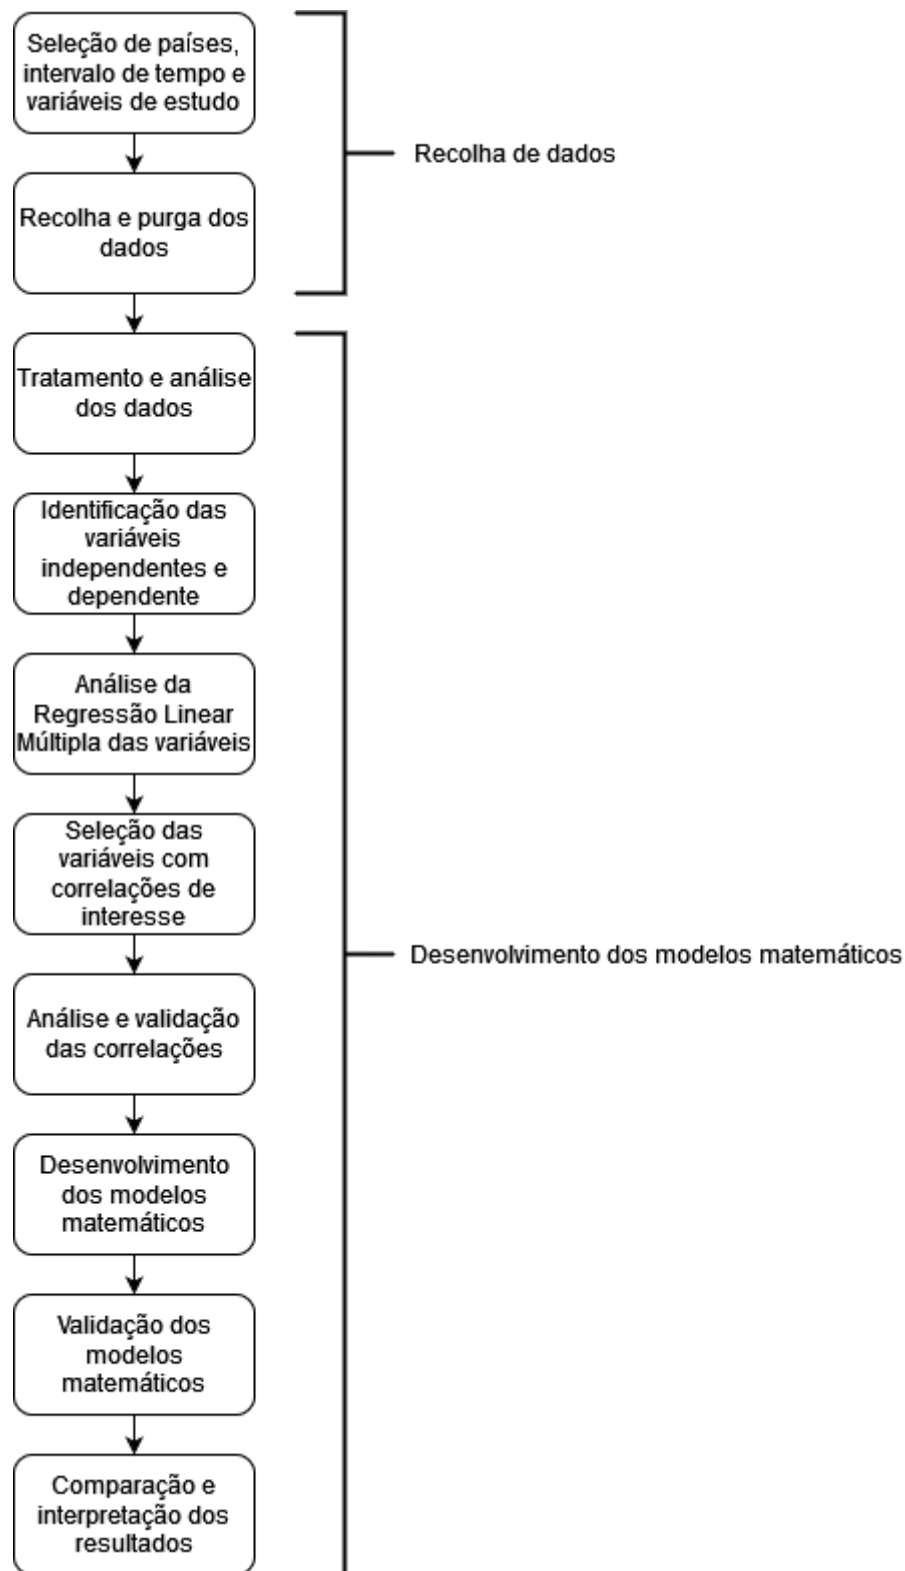 Seleção de países,
intervalo de tempo e
variáveis de estudo
Recolha de dados
Recolha e purga dos
dados
Tratamento e análise
dos dados
Identificação das
variáveis
independentes e
dependente
Análise da
Regressão Linear
Múltipla das variáveis
Seleção das
variáveis com
correlações de
interesse
Desenvolvimento dos modelos matemáticos
Análise e validação
das correlações
Desenvolvimento
dos modelos
matemáticos
Validação dos
modelos
matemáticos
Comparação e
interpretação dos
resultados